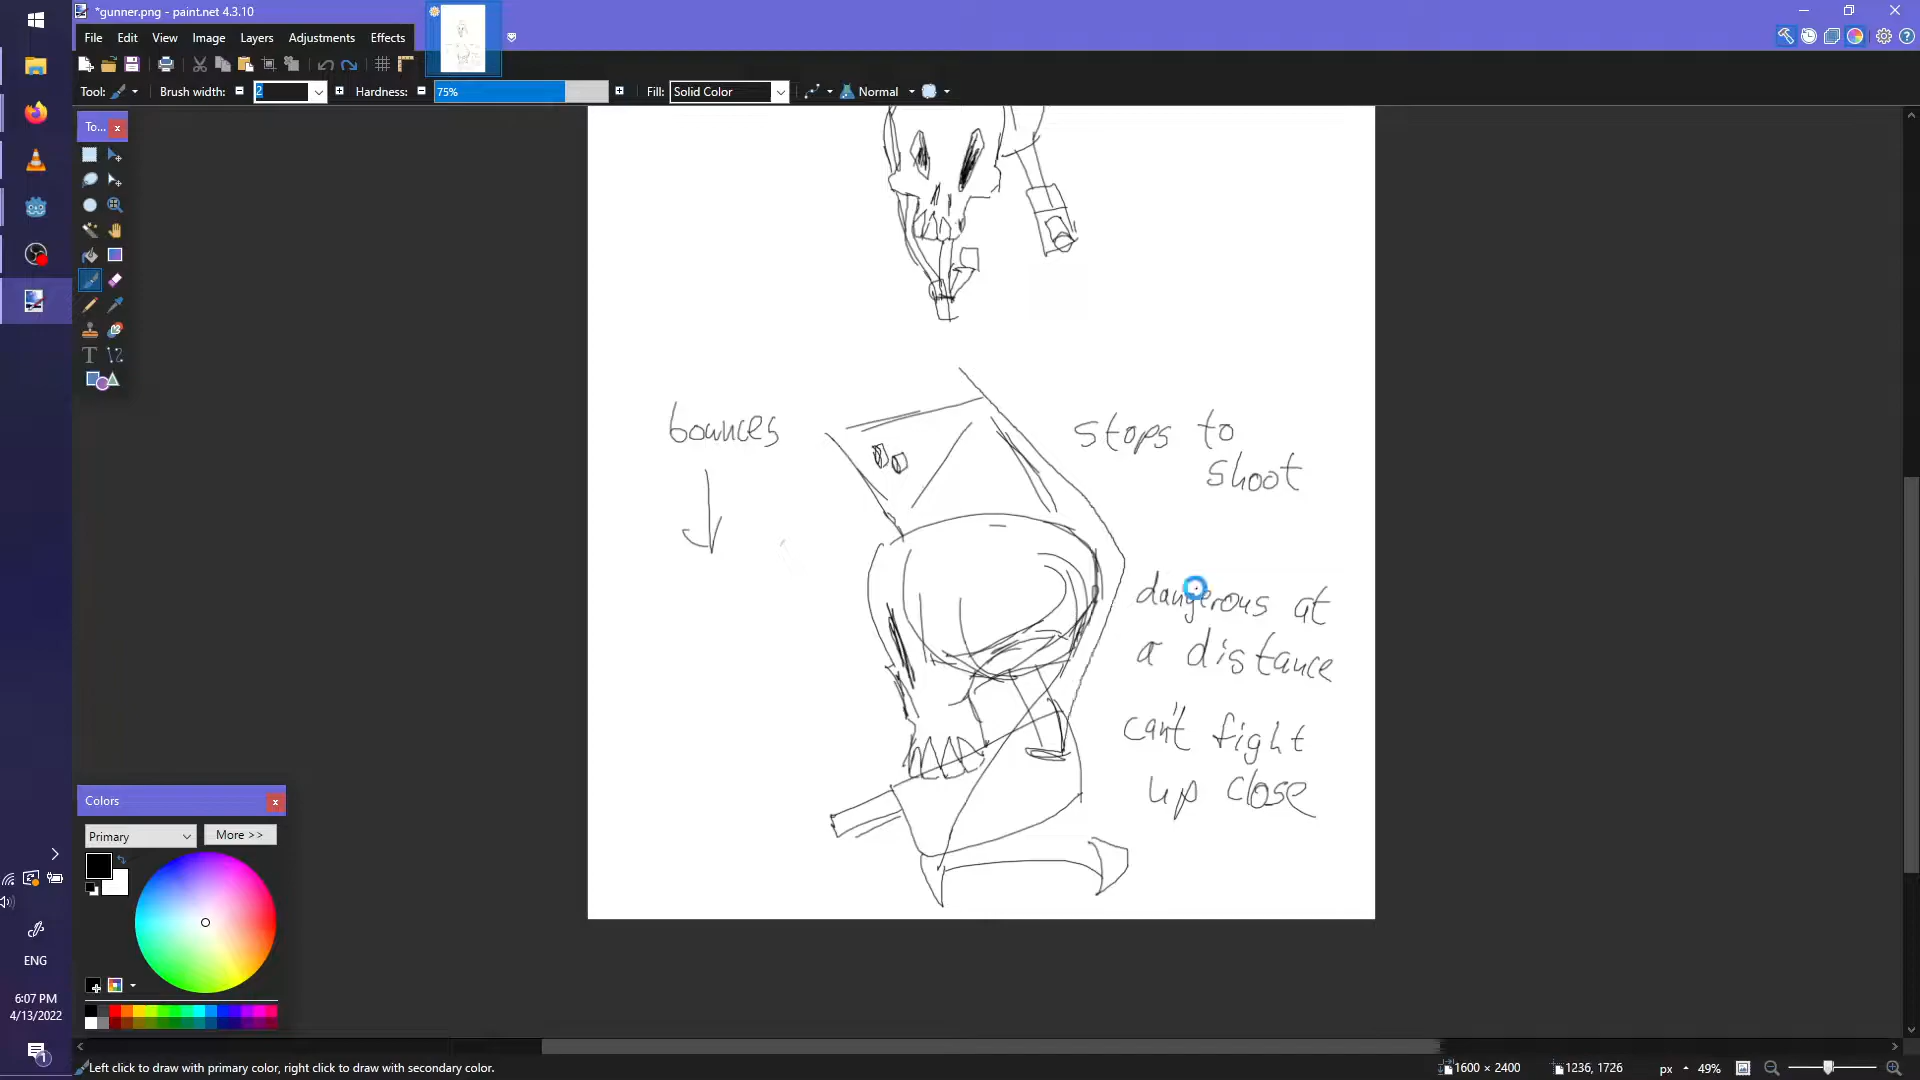 *gunner.png - paint.net 4.3.10
File Edit View Image Layers Adjustments Effects
Tool: Brush width: 2 Hardness: 75% Fill: Solid Color Normal
To...
bounces
stops to
shoot
dangerous at
a distance
can't fight
up close
Colors
Primary More >>
ENG
6:07 PM
4/13/2022
1
Left click to draw with primary color, right click to draw with secondary color. 1600 × 2400 1236, 1726 px 49%